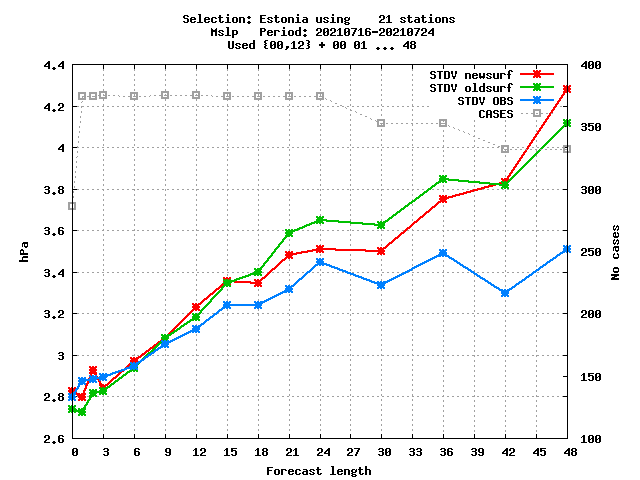 Selection: Estonia using    21 stations
Mslp   Period: 20210716-20210724
Used {00,12} + 00 01 ... 48
STDV newsurf
STDV oldsurf
STDV OBS
CASES
4.4
4.2
4
3.8
3.6
3.4
3.2
3
2.8
2.6
hPa
400
350
300
250
200
150
100
No cases
0 3 6 9 12 15 18 21 24 27 30 33 36 39 42 45 48
Forecast length